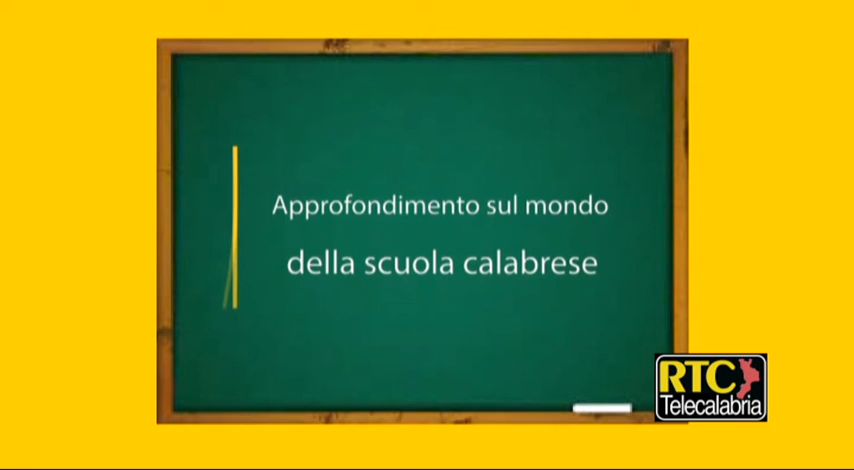 Approfondimento sul mondo
della scuola calabrese
RTC
Telecalabria